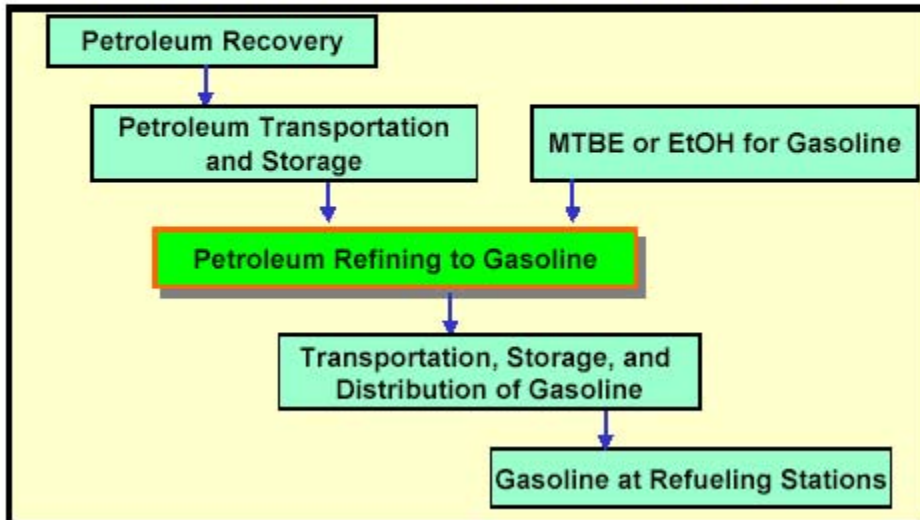 Petroleum Recovery
Petroleum Transportation
and Storage
MTBE or EtOH for Gasoline
Petroleum Refining to Gasoline
Transportation, Storage, and
Distribution of Gasoline
Gasoline at Refueling Stations